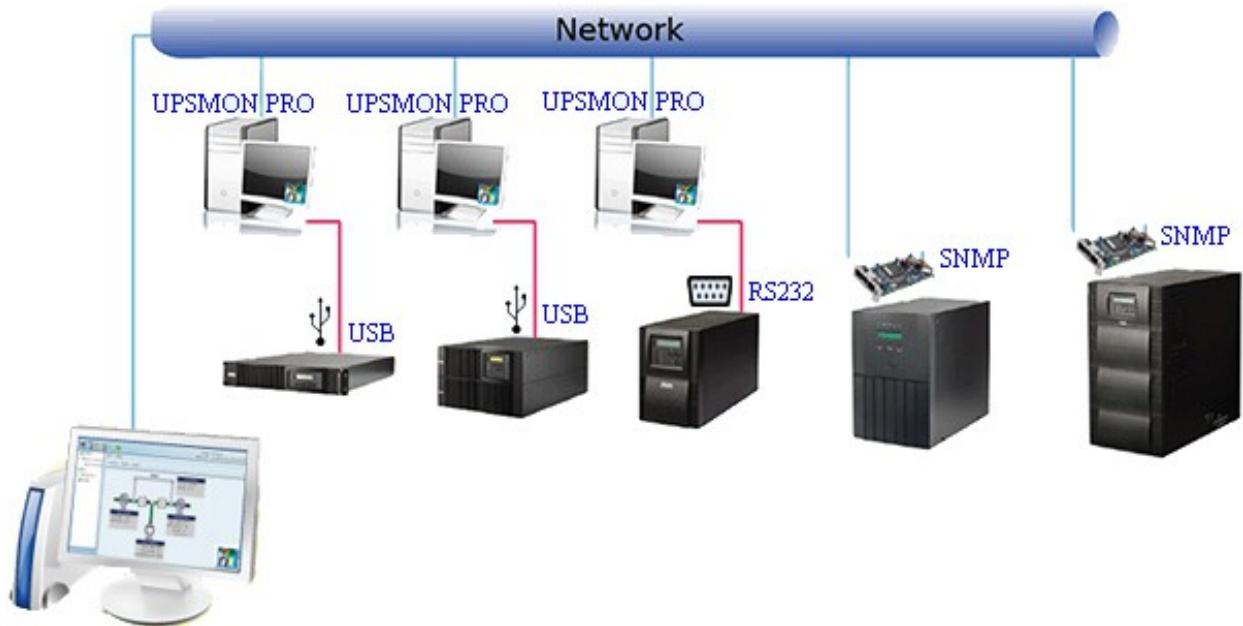 Network
UPSMON PRO
UPSMON PRO
UPSMON PRO
SNMP
SNMP
RS232
USB
USB